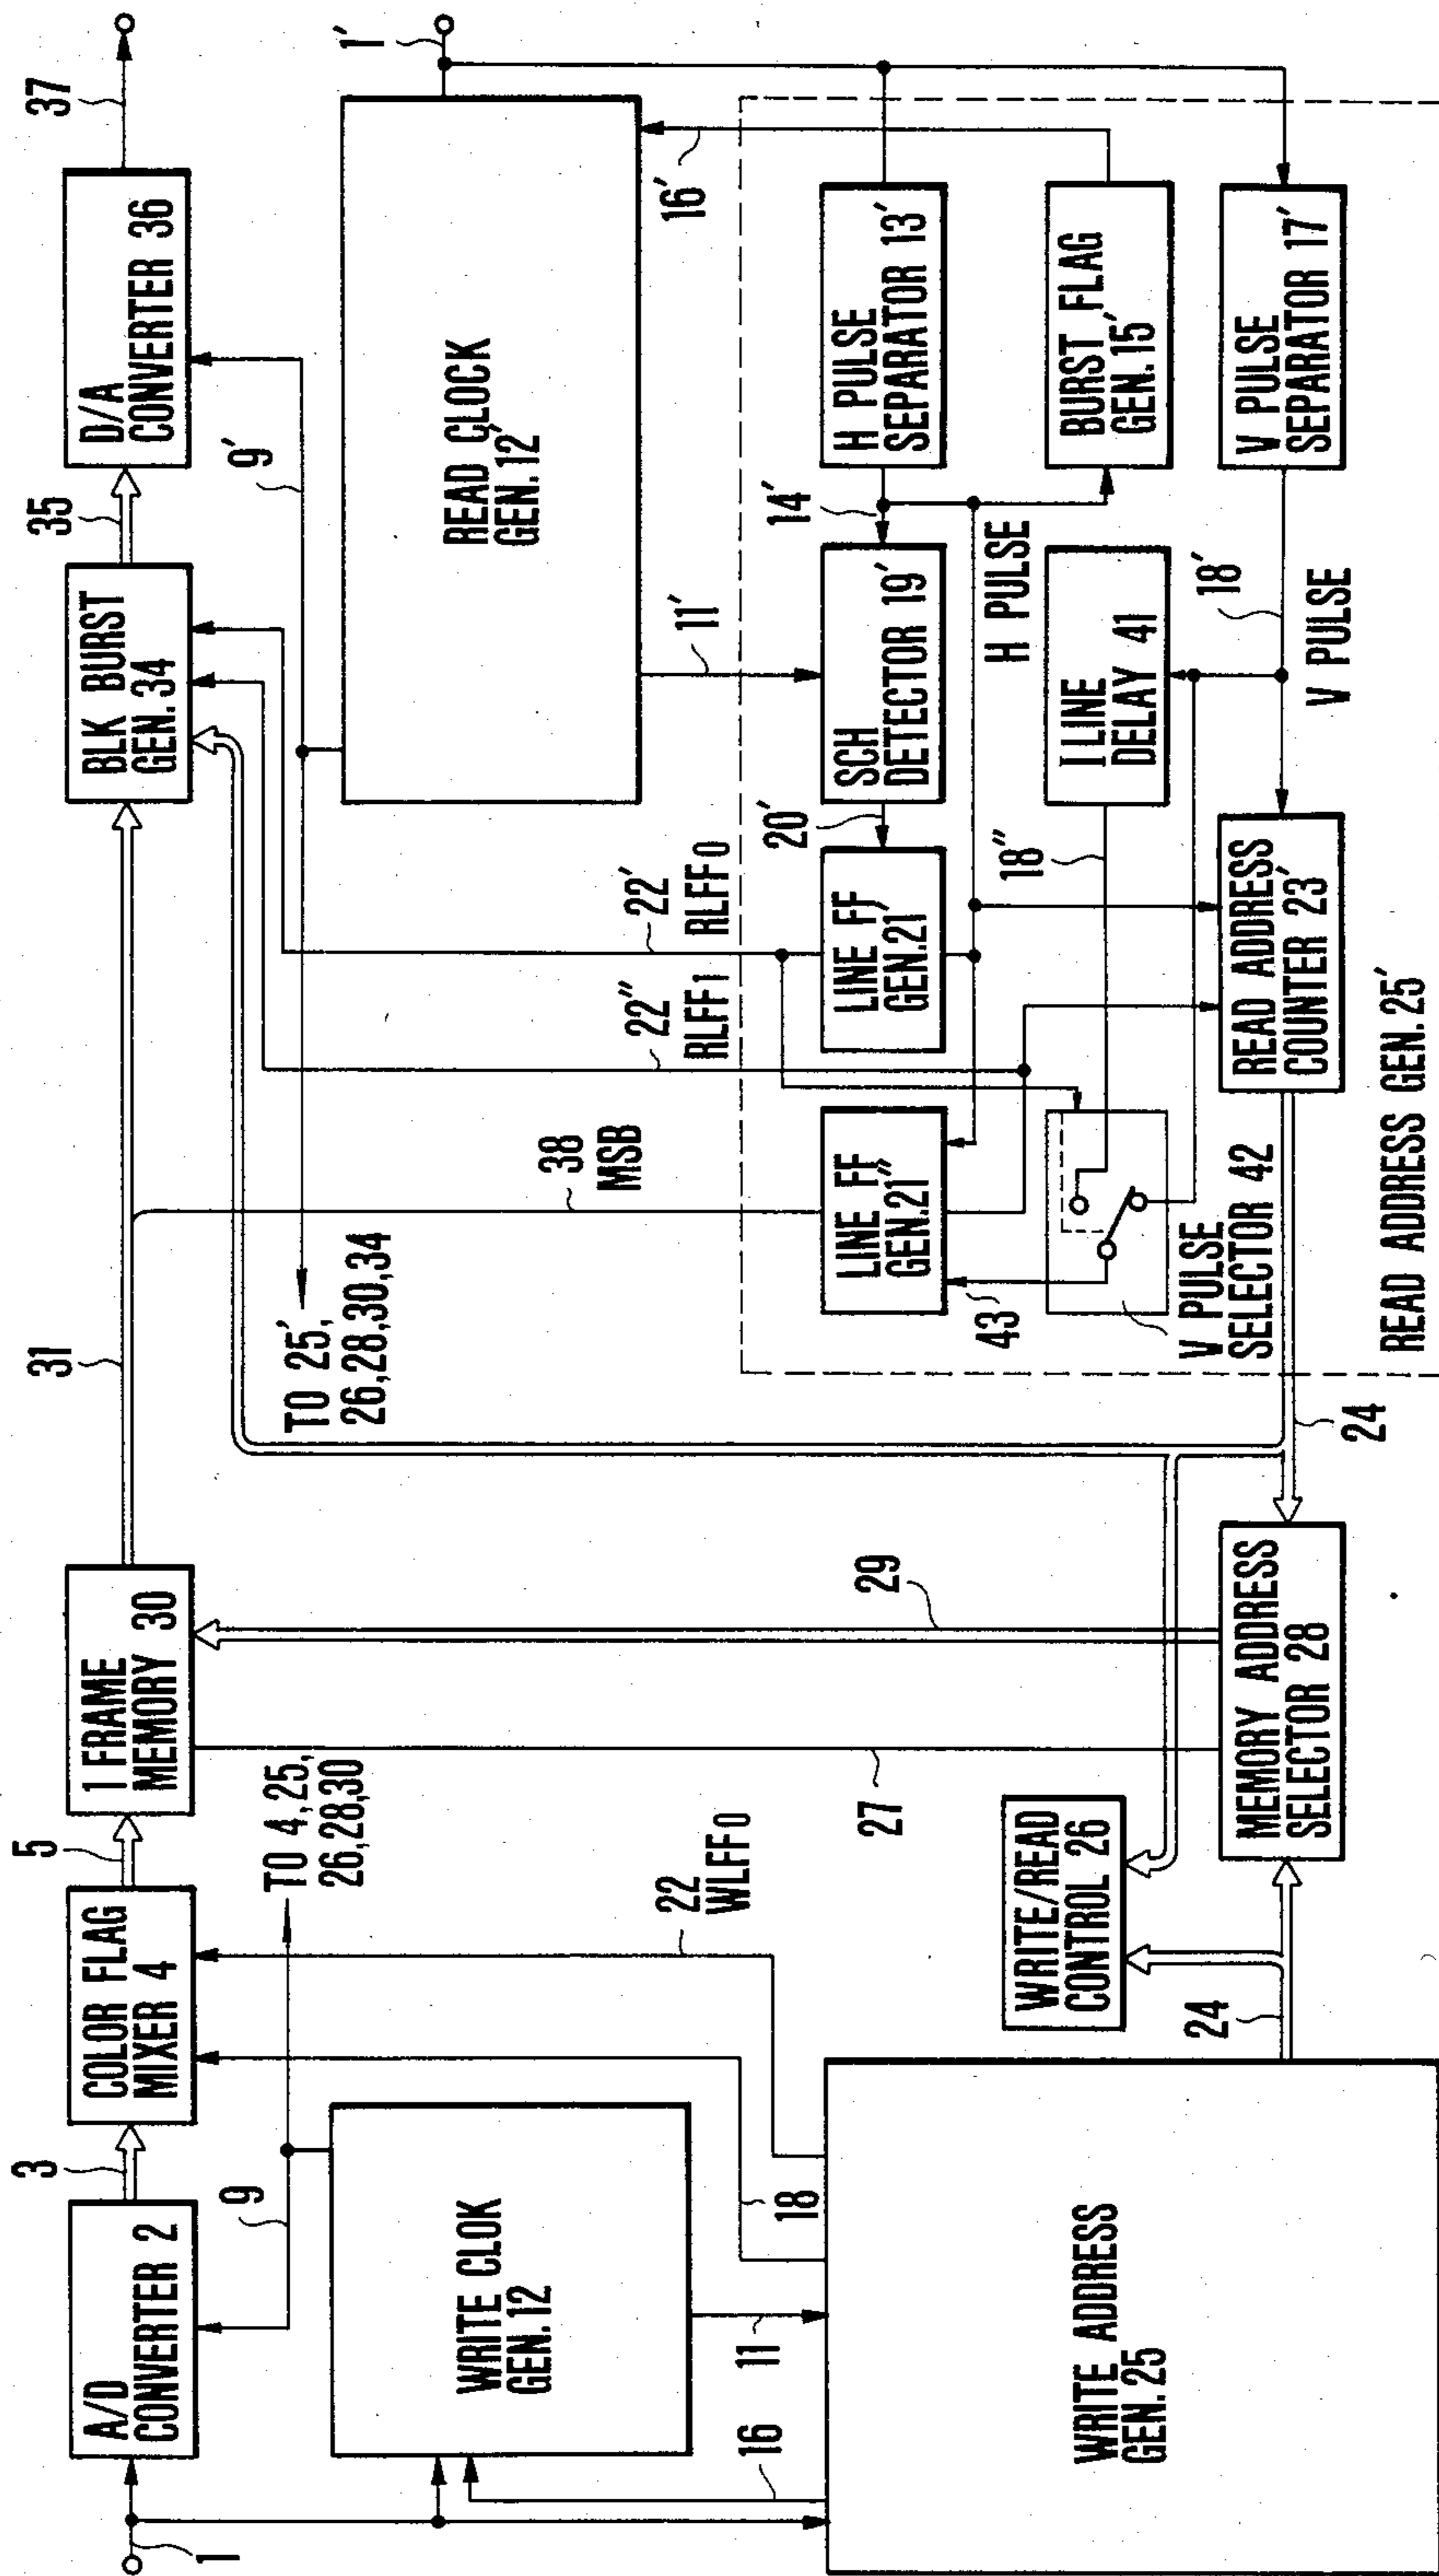 1
A/D
CONVERTER 2
3
COLOR FLAG
MIXER 4
5
1 FRAME
MEMORY 30
31
BLK BURST
GEN. 34
35
D/A
CONVERTER 36
37
9
TO 4,25,
26,28,30
WRITE CLOK
GEN. 12
16
11
18
22
WLFF0
27
29
WRITE ADDRESS
GEN. 25
24
WRITE/READ
CONTROL 26
MEMORY ADDRESS
SELECTOR 28
24
TO 25',
26,28,30,34
9'
READ CLOCK
GEN. 12'
1'
38
MSB
22''
RLFF1
22'
RLFF0
11'
16'
LINE FF
GEN.21''
LINE FF
GEN.21'
20'
SCH
DETECTOR 19'
14'
H PULSE
SEPARATOR 13'
H PULSE
43
V PULSE
SELECTOR 42
18''
I LINE
DELAY 41
BURST FLAG
GEN. 15'
READ ADDRESS
COUNTER 23'
18'
V PULSE
V PULSE
SEPARATOR 17'
READ ADDRESS GEN. 25'